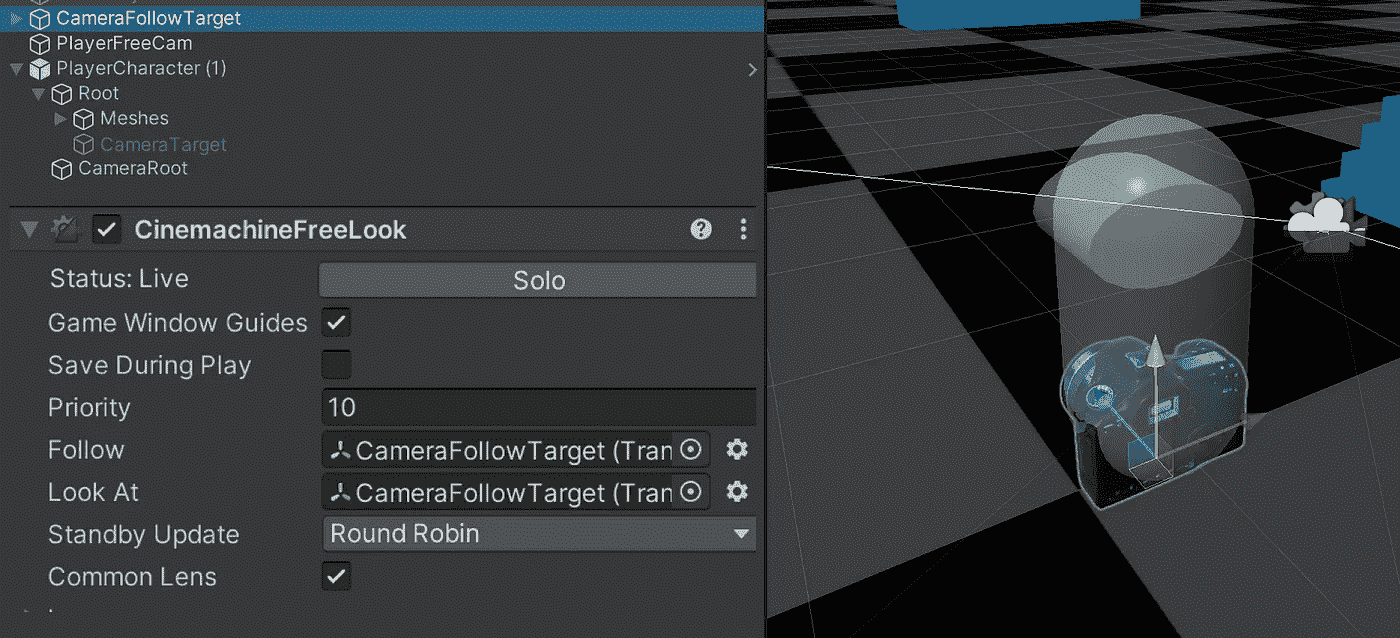 CameraFollowTarget
PlayerFreeCam
PlayerCharacter (1)
Root
Meshes
CameraTarget
CameraRoot
CinemachineFreeLook
Status: Live Solo
Game Window Guides
Save During Play
Priority 10
Follow CameraFollowTarget (Tran
Look At CameraFollowTarget (Tran
Standby Update Round Robin
Common Lens